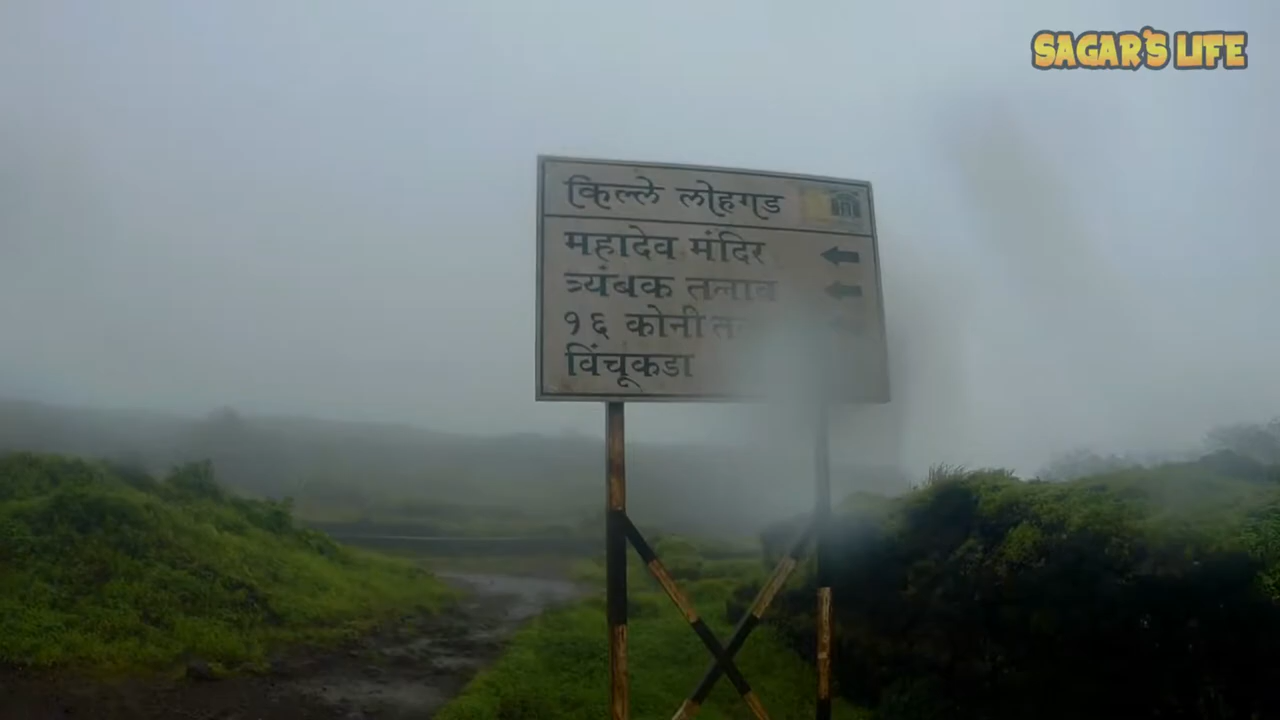 SAGAR'S LIFE
किल्ले लोहगड
महादेव मंदिर
त्र्यंबक तलाव
१६ कोनी
विंचूकडा